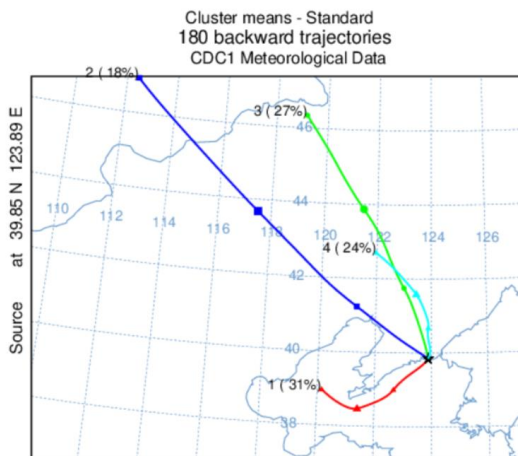 Cluster means - Standard
180 backward trajectories
CDC1 Meteorological Data
Source at 39.85 N 123.89 E
2 ( 18%)
3 ( 27%)
46
110
112
114
44
116
118
120
122
124
126
4 ( 24%)
42
40
1 ( 31%)
38